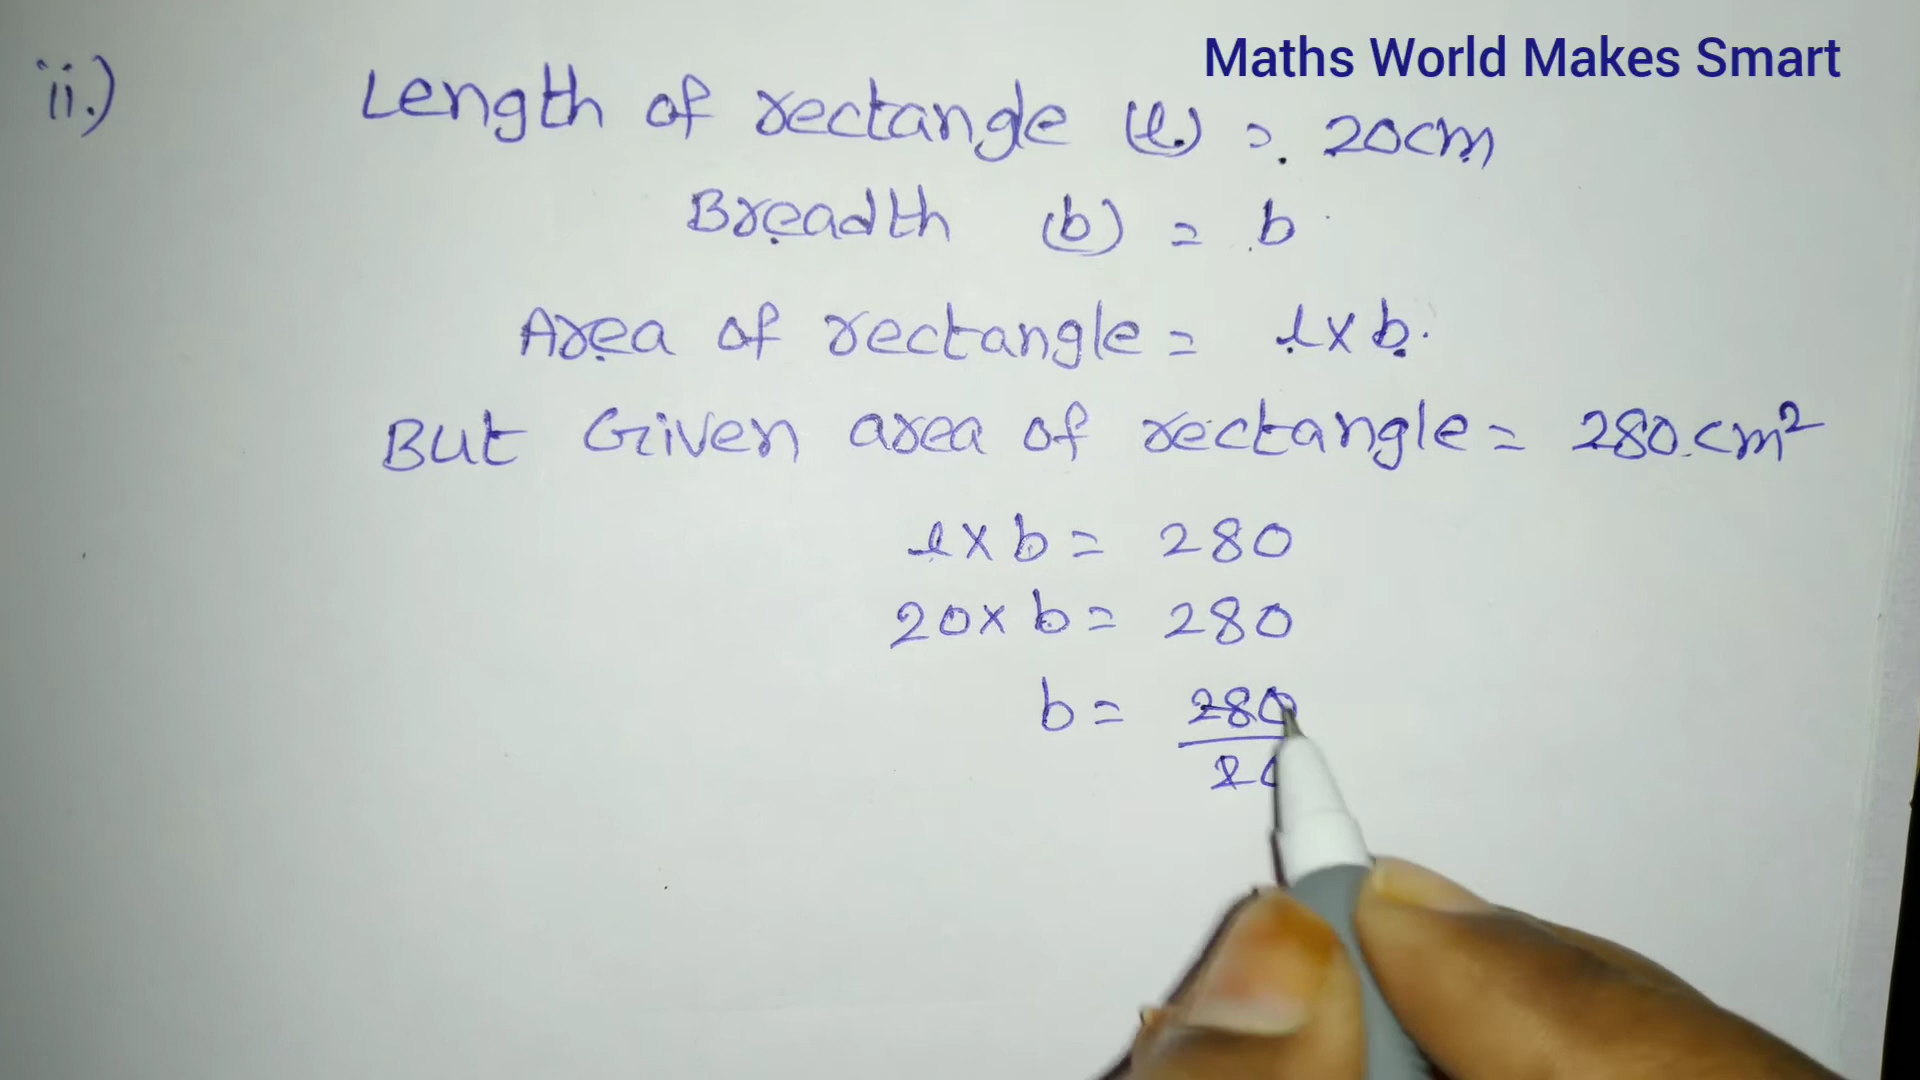 Maths World Makes Smart
ii.) Length of rectangle (l) = 20cm
Breadth (b) = b
Area of rectangle = l x b.
But Given area of rectangle = 280 cm²
l x b = 280
20 x b = 280
b = 280
20